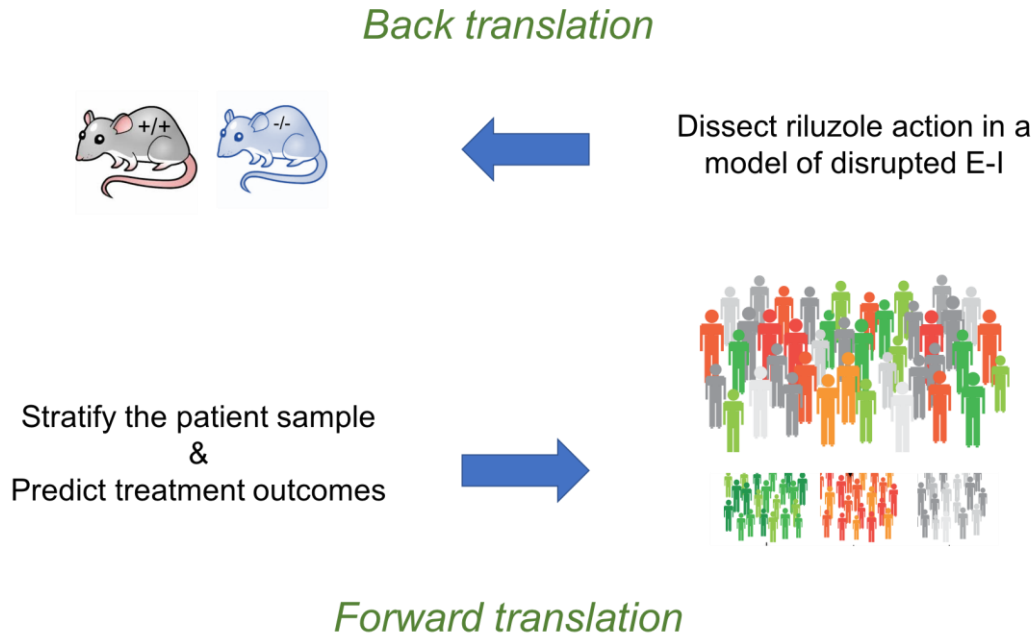 Back translation
+/+
-/-
Dissect riluzole action in a
model of disrupted E-I
Stratify the patient sample
&
Predict treatment outcomes
Forward translation